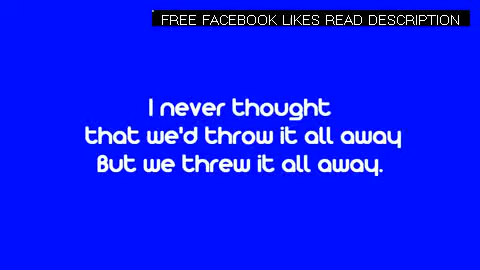 FREE FACEBOOK LIKES READ DESCRIPTION
I never thought
that we'd throw it all away
But we threw it all away.